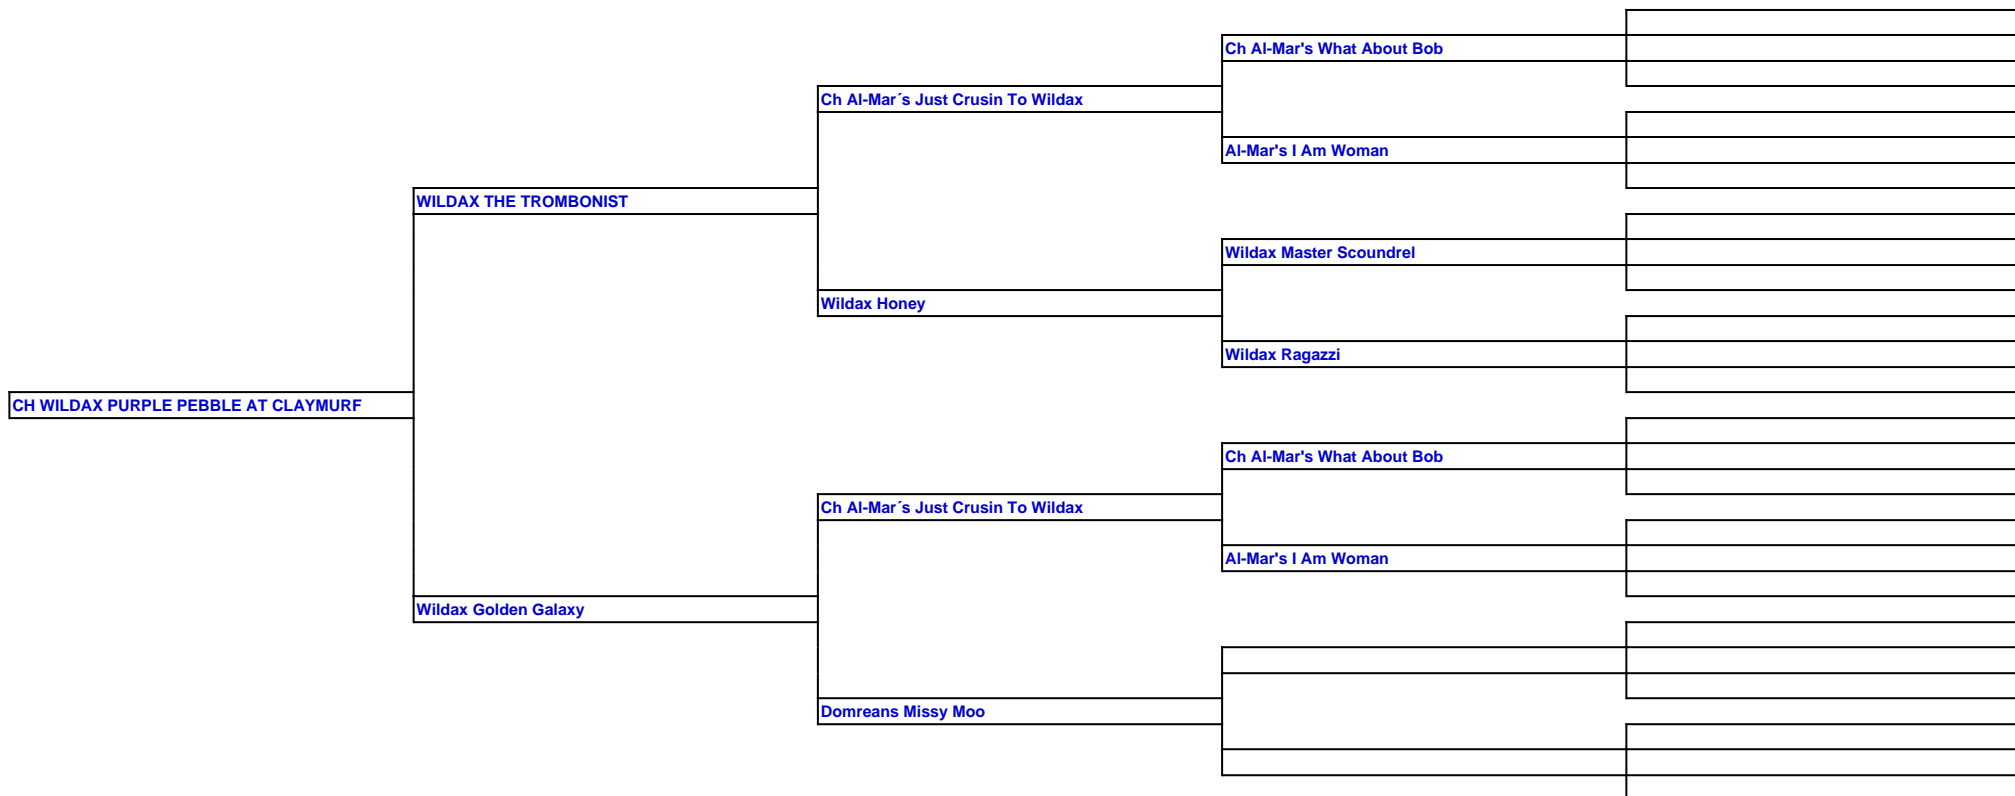 Ch Al-Mar's What About Bob
Ch Al-Mar´s Just Crusin To Wildax
Al-Mar's I Am Woman
WILDAX THE TROMBONIST
Wildax Master Scoundrel
Wildax Honey
Wildax Ragazzi
CH WILDAX PURPLE PEBBLE AT CLAYMURF
Ch Al-Mar's What About Bob
Ch Al-Mar´s Just Crusin To Wildax
Al-Mar's I Am Woman
Wildax Golden Galaxy
Domreans Missy Moo